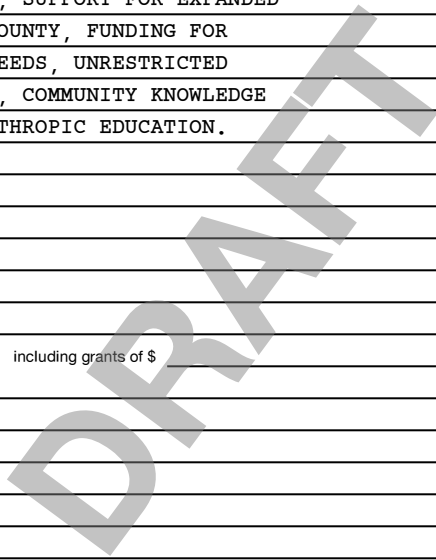 , SUPPORT FOR EXPANDED
OUNTY, FUNDING FOR
EEDS, UNRESTRICTED
, COMMUNITY KNOWLEDGE
THROPIC EDUCATION.
including grants of $
DRAFT